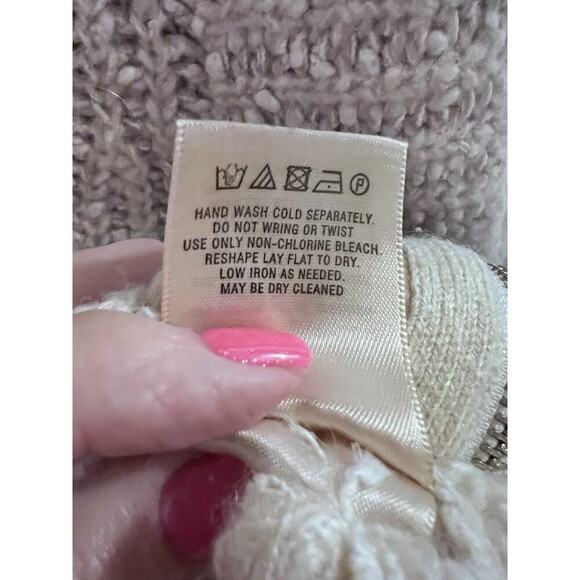 P
HAND WASH COLD SEPARATELY.
DO NOT WRING OR TWIST
USE ONLY NON-CHLORINE BLEACH.
RESHAPE LAY FLAT TO DRY.
LOW IRON AS NEEDED.
MAY BE DRY CLEANED